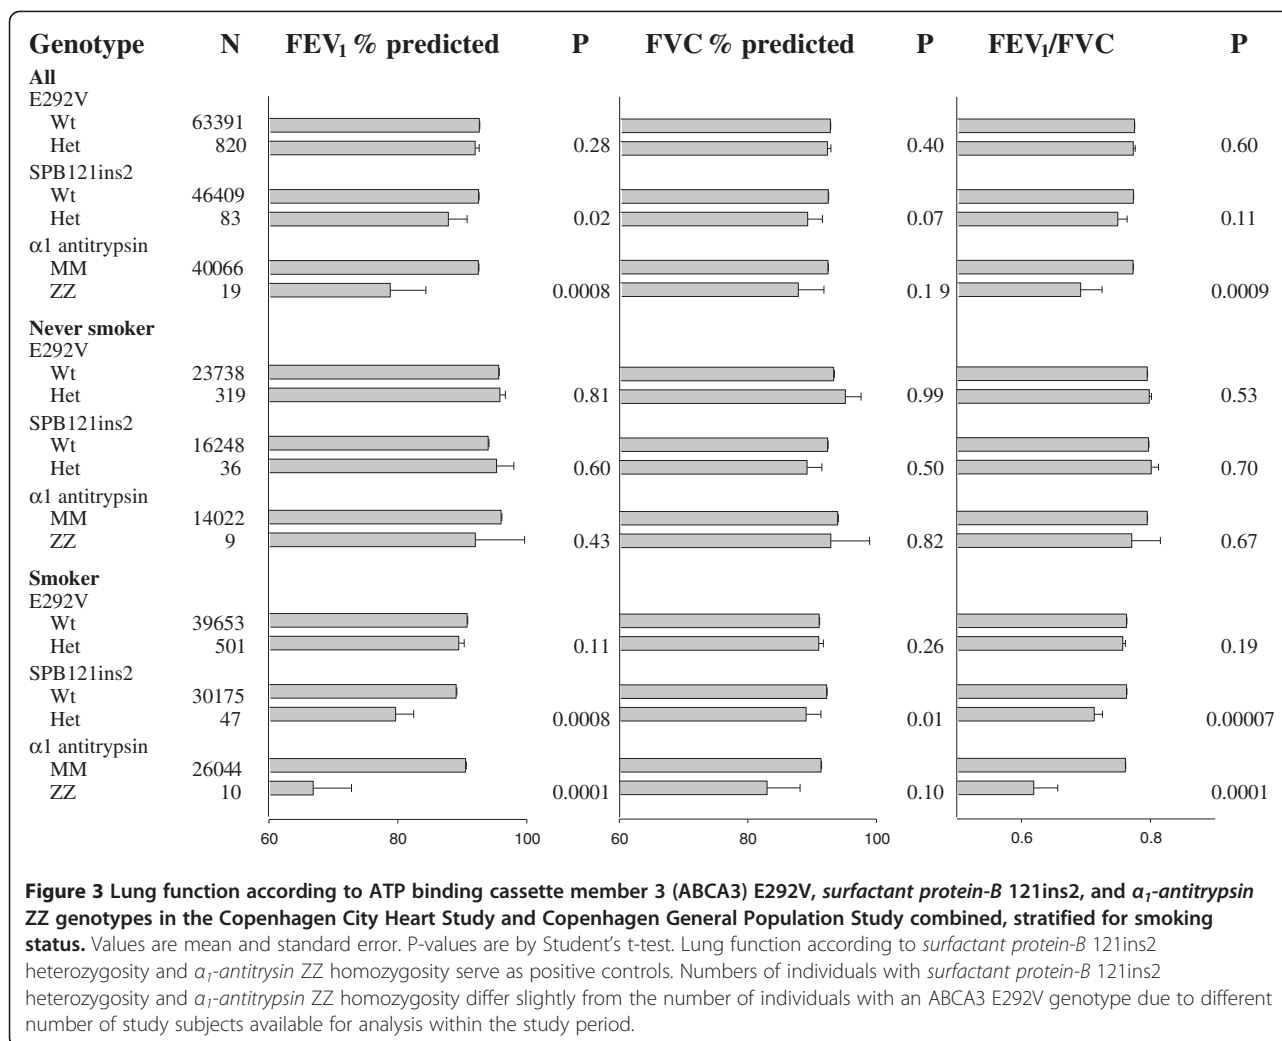 Genotype N FEV₁ % predicted P FVC % predicted P FEV₁/FVC P
All
E292V
Wt 63391
Het 820 0.28 0.40 0.60
SPB121ins2
Wt 46409
Het 83 0.02 0.07 0.11
α1 antitrypsin
MM 40066
ZZ 19 0.0008 0.1 9 0.0009
Never smoker
E292V
Wt 23738
Het 319 0.81 0.99 0.53
SPB121ins2
Wt 16248
Het 36 0.60 0.50 0.70
α1 antitrypsin
MM 14022
ZZ 9 0.43 0.82 0.67
Smoker
E292V
Wt 39653
Het 501 0.11 0.26 0.19
SPB121ins2
Wt 30175
Het 47 0.0008 0.01 0.00007
α1 antitrypsin
MM 26044
ZZ 10 0.0001 0.10 0.0001
60 80 100 60 80 100 0.6 0.8
Figure 3 Lung function according to ATP binding cassette member 3 (ABCA3) E292V, surfactant protein-B 121ins2, and α₁-antitrypsin
ZZ genotypes in the Copenhagen City Heart Study and Copenhagen General Population Study combined, stratified for smoking
status. Values are mean and standard error. P-values are by Student's t-test. Lung function according to surfactant protein-B 121ins2
heterozygosity and α₁-antitrysin ZZ homozygosity serve as positive controls. Numbers of individuals with surfactant protein-B 121ins2
heterozygosity and α₁-antitrypsin ZZ homozygosity differ slightly from the number of individuals with an ABCA3 E292V genotype due to different
number of study subjects available for analysis within the study period.